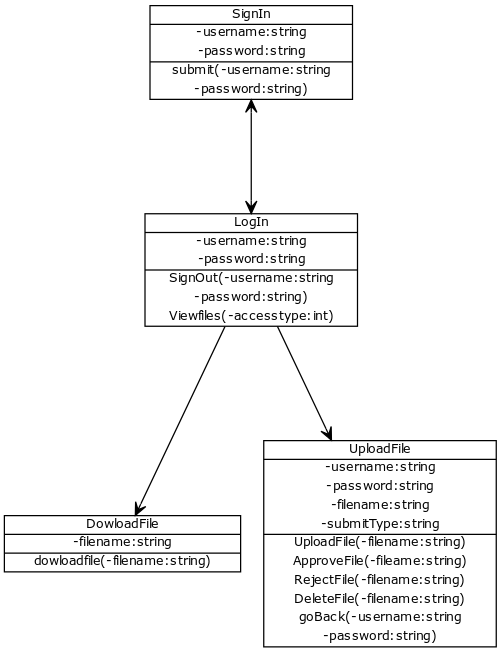 SignIn
-username:string
-password:string
submit(-username:string
-password:string)
LogIn
-username:string
-password:string
SignOut(-username:string
-password:string)
Viewfiles(-accesstype:int)
UploadFile
-username:string
-password:string
-filename:string
-submitType:string
UploadFile(-filename:string)
ApproveFile(-fileame:string)
RejectFile(-filename:string)
DeleteFile(-filename:string)
goBack(-username:string
-password:string)
DowloadFile
-filename:string
dowloadfile(-filename:string)